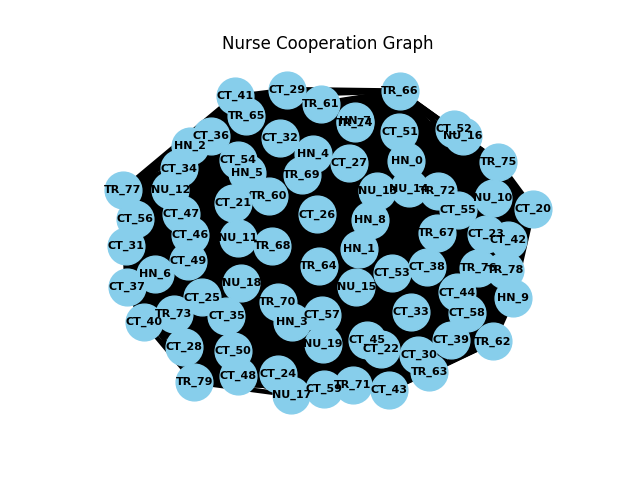 Nurse Cooperation Graph
CT_29
TR_66
CT_41
TR_61
TR_65
HN_7
TR_74
CT_52
NU_16
CT_51
CT_36
CT_32
HN_2
HN_4
CT_54
HN_0
CT_27
TR_75
CT_34
HN_5
TR_69
TR_77
NU_12
TR_72
TR_60
NU_10
CT_21
CT_55
CT_20
CT_47
CT_26
CT_56
HN_8
CT_46
NU_11
TR_67
CT_23
CT_42
CT_31
TR_68
HN_1
CT_49
TR_64
CT_38
TR_78
HN_6
CT_53
NU_18
CT_37
NU_15
CT_44
CT_25
HN_9
TR_70
CT_33
CT_58
TR_73
CT_35
CT_57
HN_3
CT_40
CT_45
CT_39
TR_62
NU_19
CT_28
CT_50
CT_22
CT_30
CT_24
TR_63
CT_48
TR_79
TR_71
CT_59
CT_43
NU_17